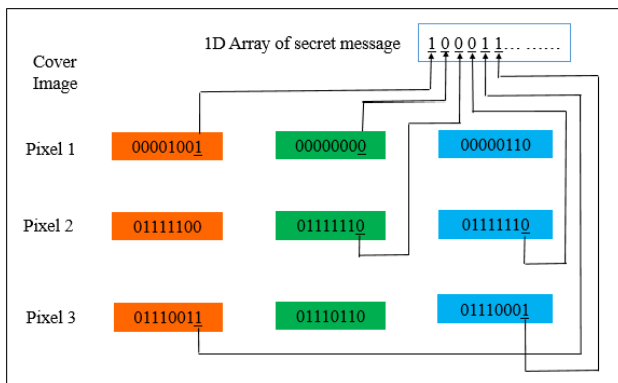 1D Array of secret message 1 0 0 0 1 1... ......
Cover
Image
Pixel 1 00001001 00000000 00000110
Pixel 2 01111100 01111110 01111110
Pixel 3 01110011 01110110 01110001